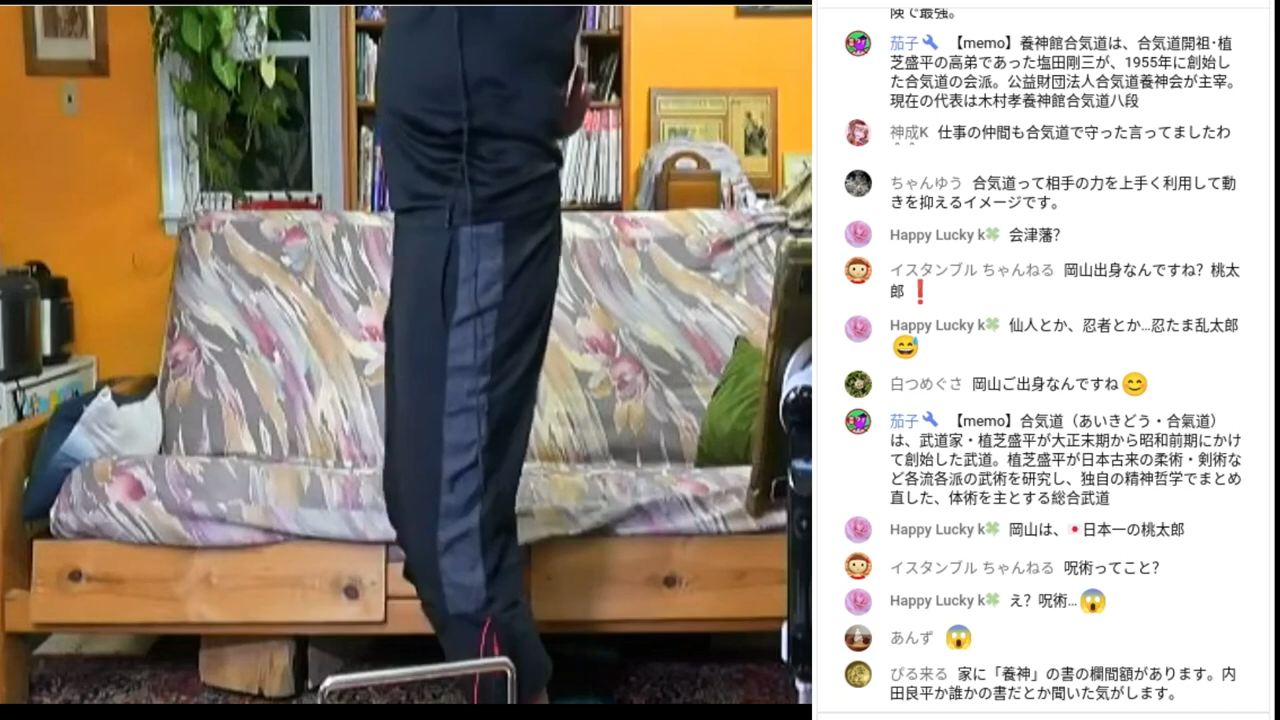 険で最強。
茄子🔧 【memo】養神館合気道は、合気道開祖･植
芝盛平の高弟であった塩田剛三が、1955年に創始し
た合気道の会派。公益財団法人合気道養神会が主宰。
現在の代表は木村孝養神館合気道八段
神成K 仕事の仲間も合気道で守った言ってましたわ
ちゃんゆう 合気道って相手の力を上手く利用して動
きを抑えるイメージです。
Happy Lucky k🍀 会津藩?
イスタンブル ちゃんねる 岡山出身なんですね? 桃太
郎❗
Happy Lucky k🍀 仙人とか、忍者とか…忍たま乱太郎
😅
白つめぐさ 岡山ご出身なんですね😊
茄子🔧 【memo】合気道（あいきどう・合氣道）
は、武道家・植芝盛平が大正末期から昭和前期にかけ
て創始した武道。植芝盛平が日本古来の柔術・剣術な
ど各流各派の武術を研究し、独自の精神哲学でまとめ
直した、体術を主とする総合武道
Happy Lucky k🍀 岡山は、🇯🇵日本一の桃太郎
イスタンブル ちゃんねる 呪術ってこと?
Happy Lucky k🍀 え? 呪術…😱
あんず 😱
ぴる来る 家に「養神」の書の欄間額があります。内
田良平か誰かの書だとか聞いた気がします。